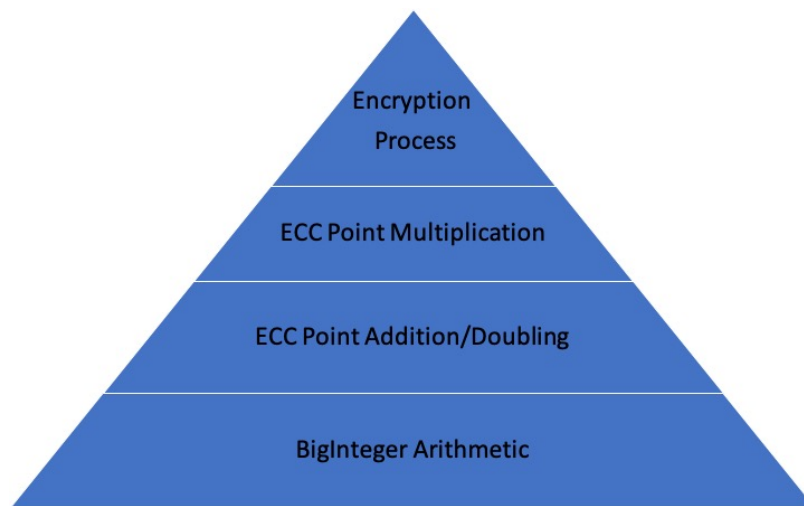 Encryption
Process
ECC Point Multiplication
ECC Point Addition/Doubling
BigInteger Arithmetic